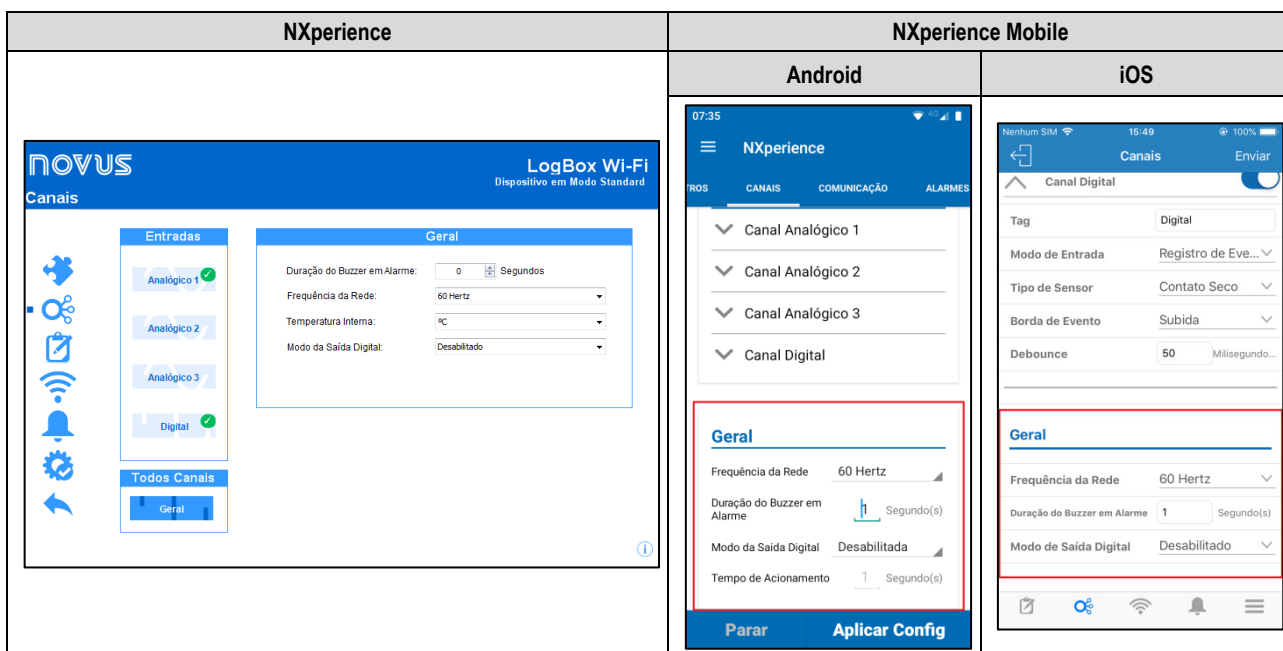 NXperience
NXperience Mobile
Android
iOS
novus
LogBox Wi-Fi
Dispositivo em Modo Standard
Canais
Entradas
Analógico 1
Analógico 2
Analógico 3
Digital
Todos Canais
Geral
Geral
Duração do Buzzer em Alarme: 0 Segundos
Frequência da Rede: 60 Hertz
Temperatura Interna: ºC
Modo da Saída Digital: Desabilitado
07:35 4G
NXperience
ROS CANAIS COMUNICAÇÃO ALARMES
Canal Analógico 1
Canal Analógico 2
Canal Analógico 3
Canal Digital
Geral
Frequência da Rede 60 Hertz
Duração do Buzzer em
Alarme 1 Segundo(s)
Modo da Saida Digital Desabilitada
Tempo de Acionamento 1 Segundo(s)
Parar Aplicar Config
Nenhum SIM 15:49 100%
Canais Enviar
Canal Digital
Tag Digital
Modo de Entrada Registro de Eve...
Tipo de Sensor Contato Seco
Borda de Evento Subida
Debounce 50 Milisegundo...
Geral
Frequência da Rede 60 Hertz
Duração do Buzzer em Alarme 1 Segundo(s)
Modo de Saída Digital Desabilitado